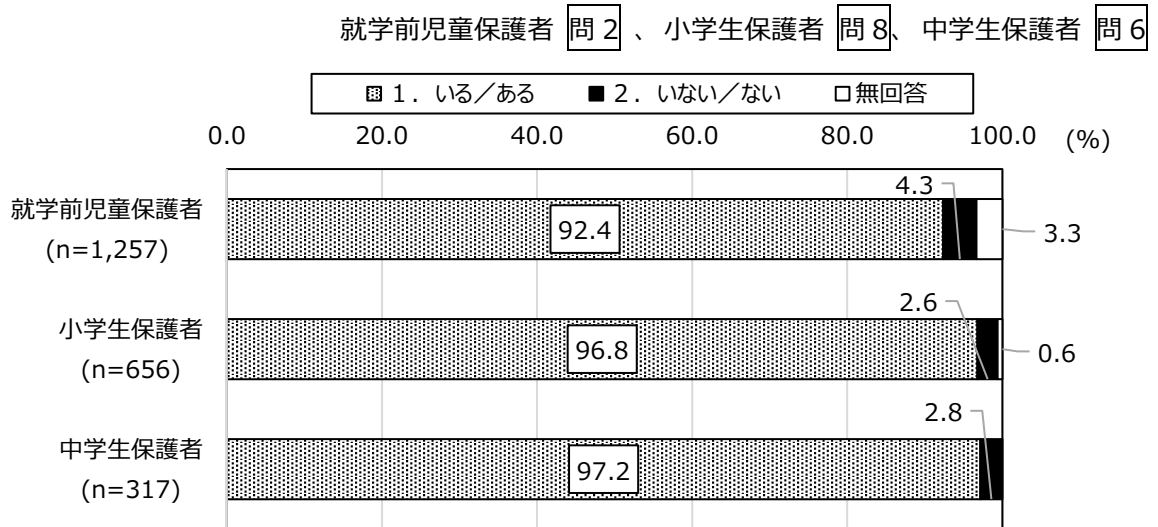 就学前児童保護者 問2 、 小学生保護者 問8、 中学生保護者 問6
1. いる／ある 2. いない／ない 無回答
0.0 20.0 40.0 60.0 80.0 100.0 (%)
就学前児童保護者
(n=1,257)
92.4 4.3 3.3
小学生保護者
(n=656)
96.8 2.6 0.6
中学生保護者
(n=317)
97.2 2.8